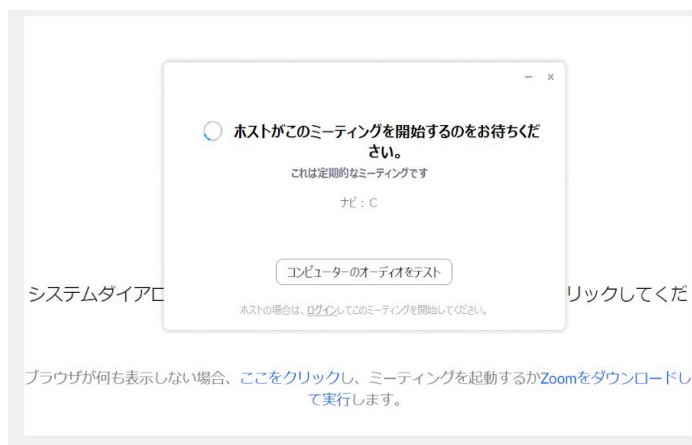 ホストがこのミーティングを開始するのをお待ちくだ
さい。
これは定期的なミーティングです
ナビ：C
コンピューターのオーディオをテスト
システムダイアロ
リックしてくだ
ホストの場合は、ログインしてこのミーティングを開始してください。
ブラウザが何も表示しない場合、ここをクリックし、ミーティングを起動するかZoomをダウンロードし
て実行します。